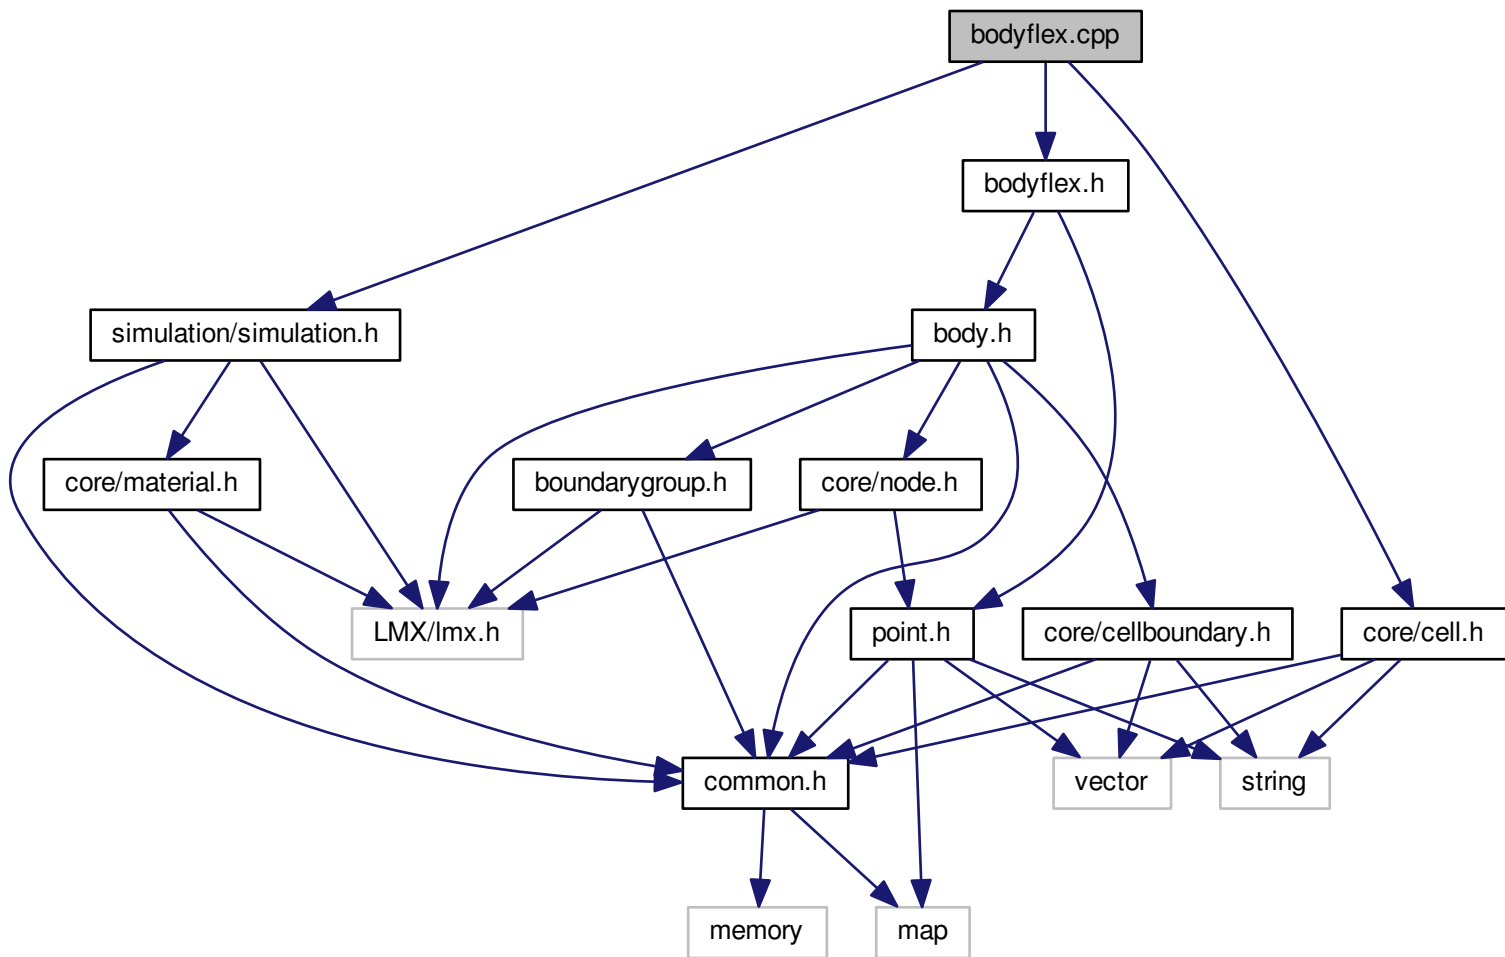 bodyflex.cpp
bodyflex.h
simulation/simulation.h
body.h
core/material.h
boundarygroup.h
core/node.h
LMX/lmx.h
point.h
core/cellboundary.h
core/cell.h
common.h
vector
string
memory
map